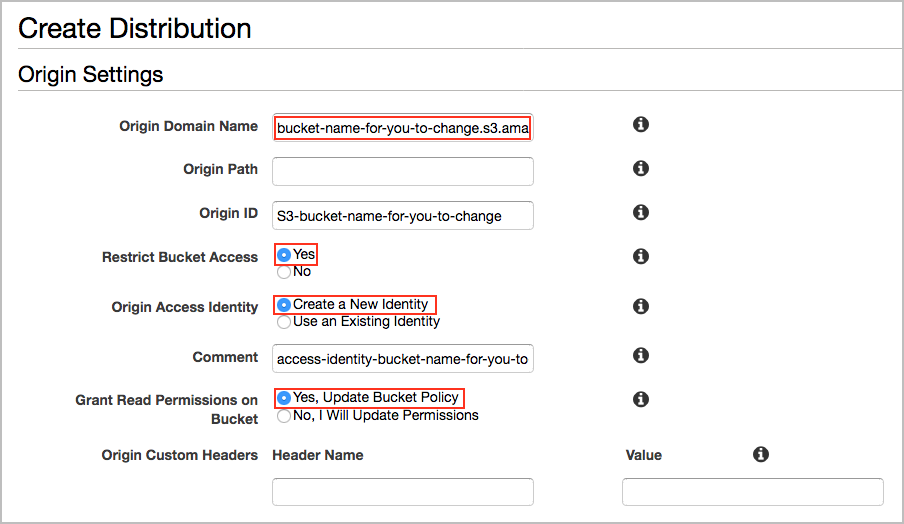 Create Distribution
Origin Settings
Origin Domain Name bucket-name-for-you-to-change.s3.ama
Origin Path
Origin ID S3-bucket-name-for-you-to-change
Restrict Bucket Access Yes
No
Origin Access Identity Create a New Identity
Use an Existing Identity
Comment access-identity-bucket-name-for-you-to
Grant Read Permissions on Yes, Update Bucket Policy
Bucket No, I Will Update Permissions
Origin Custom Headers Header Name Value